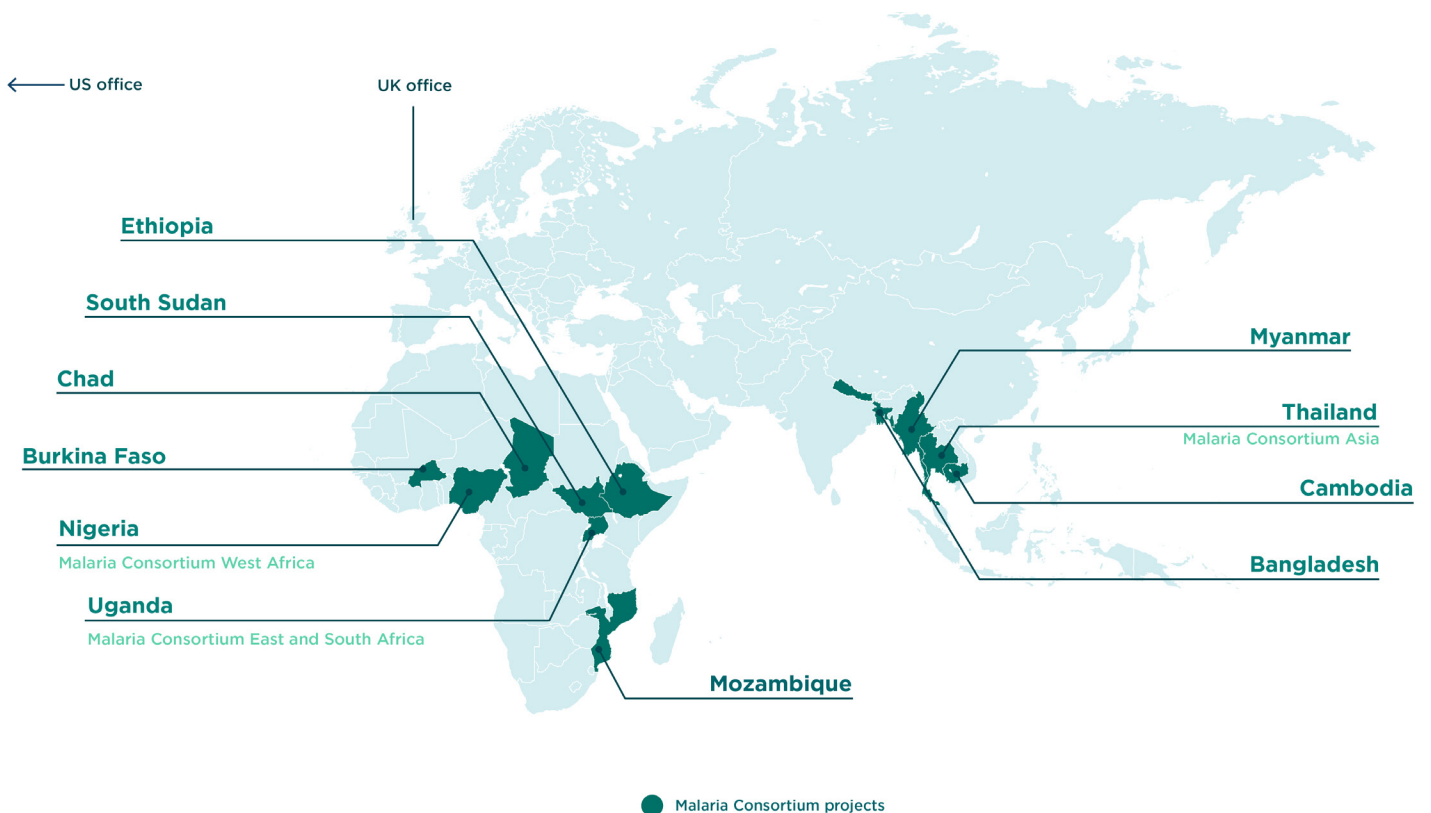 US office
UK office
Ethiopia
South Sudan
Chad
Burkina Faso
Nigeria
Malaria Consortium West Africa
Uganda
Malaria Consortium East and South Africa
Mozambique
Myanmar
Thailand
Malaria Consortium Asia
Cambodia
Bangladesh
Malaria Consortium projects